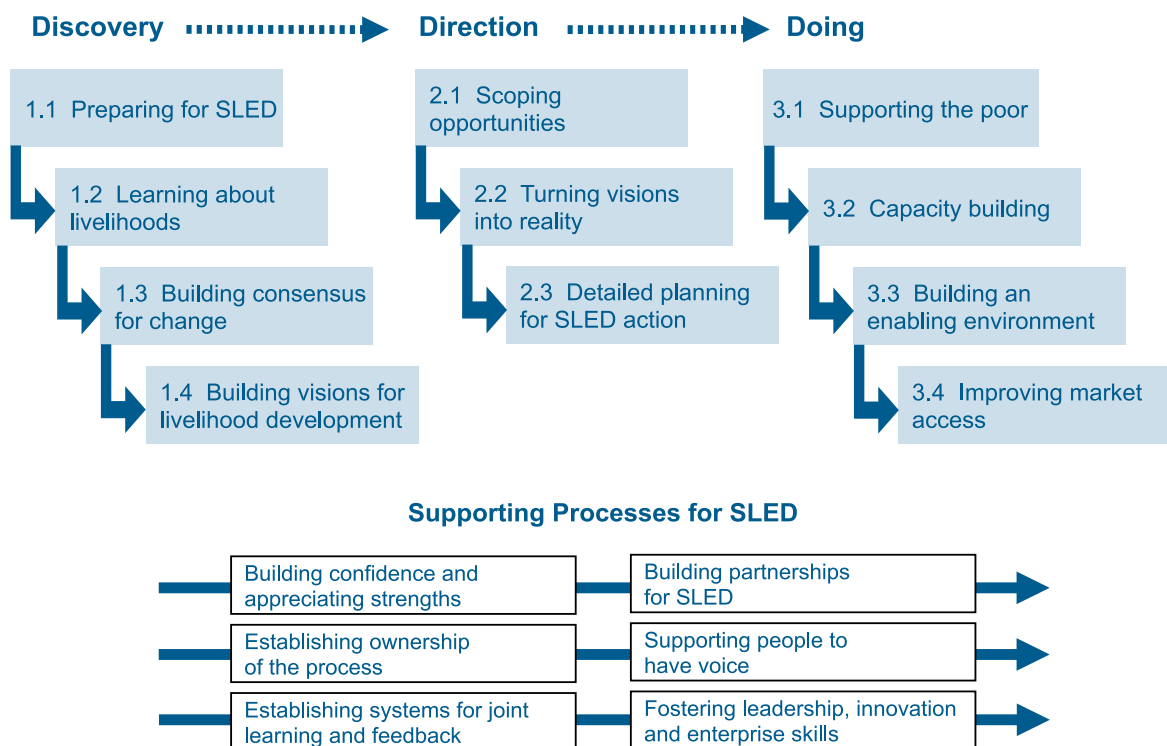 Discovery
Direction
Doing
1.1 Preparing for SLED
1.2 Learning about
livelihoods
1.3 Building consensus
for change
1.4 Building visions for
livelihood development
2.1 Scoping
opportunities
2.2 Turning visions
into reality
2.3 Detailed planning
for SLED action
3.1 Supporting the poor
3.2 Capacity building
3.3 Building an
enabling environment
3.4 Improving market
access
Supporting Processes for SLED
Building confidence and
appreciating strengths
Building partnerships
for SLED
Establishing ownership
of the process
Supporting people to
have voice
Establishing systems for joint
learning and feedback
Fostering leadership, innovation
and enterprise skills